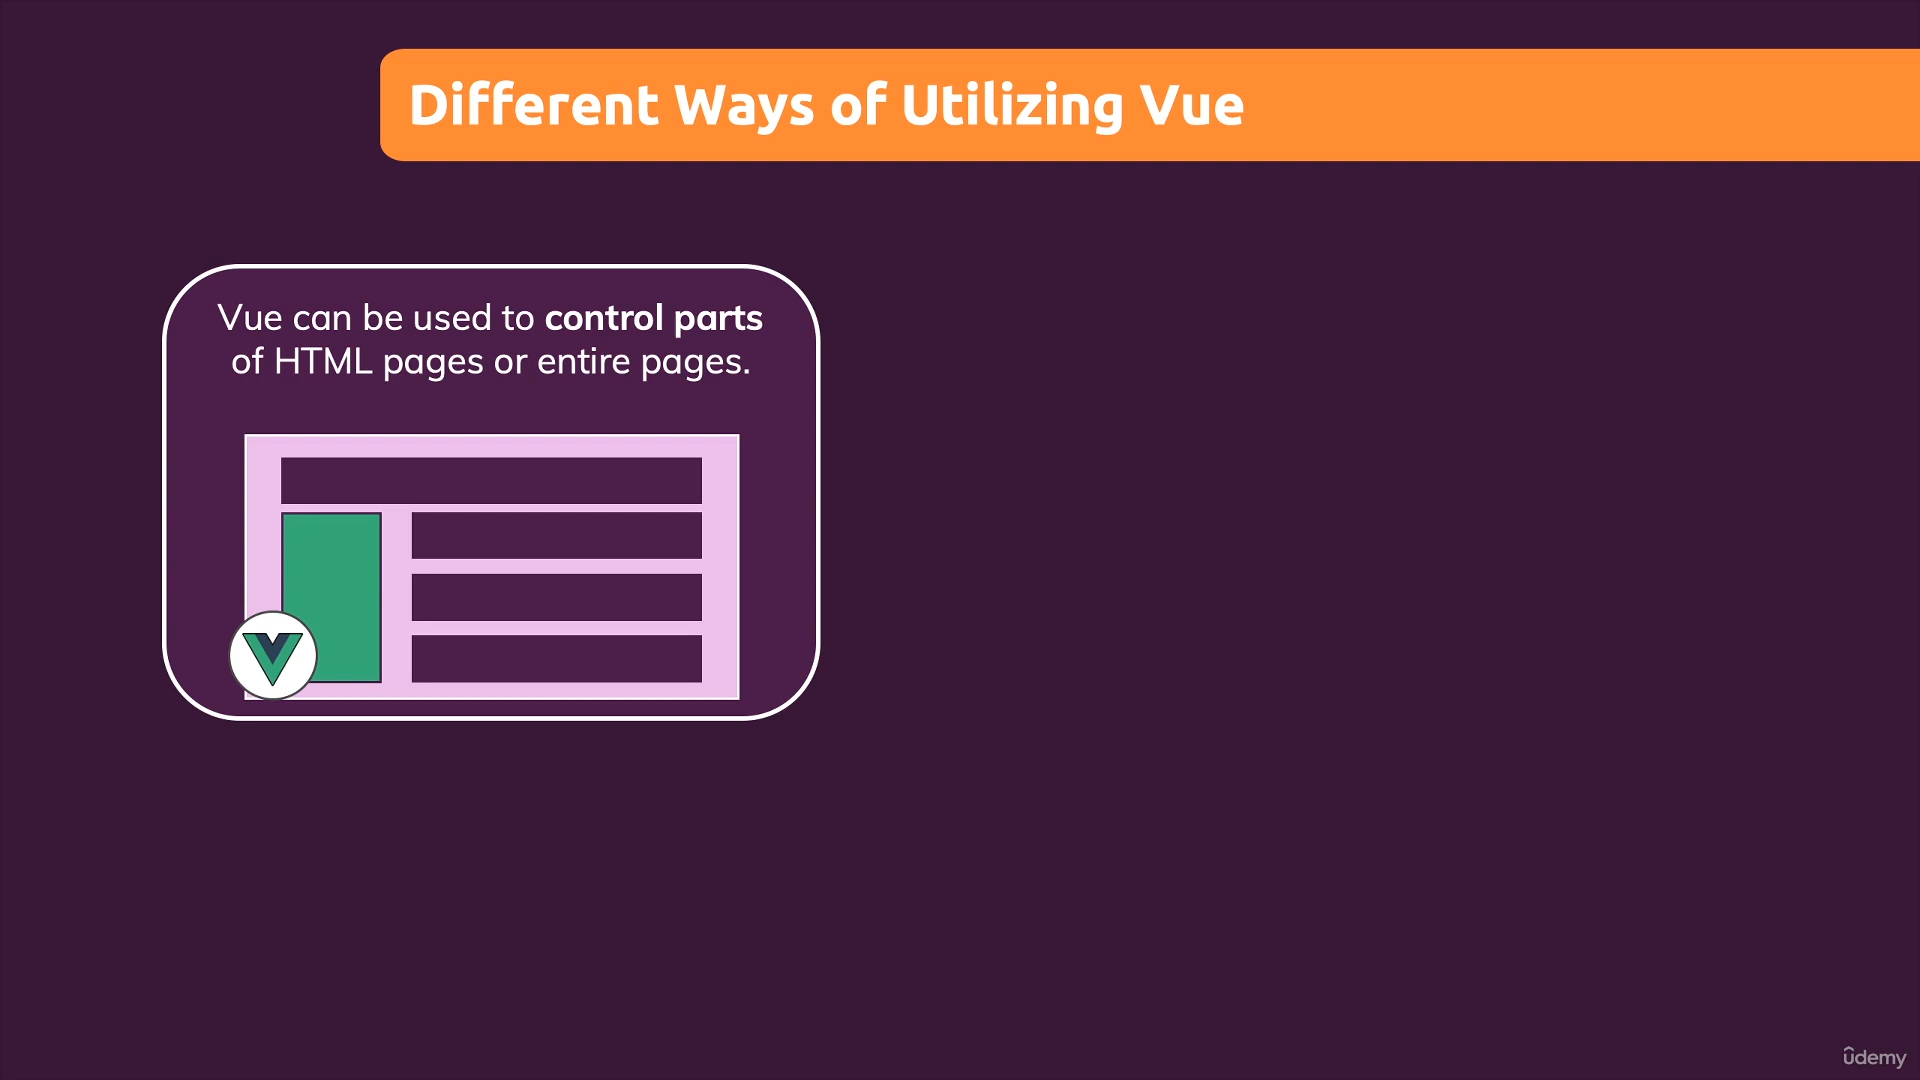 Different Ways of Utilizing Vue
Vue can be used to control parts
of HTML pages or entire pages.
ûdemy